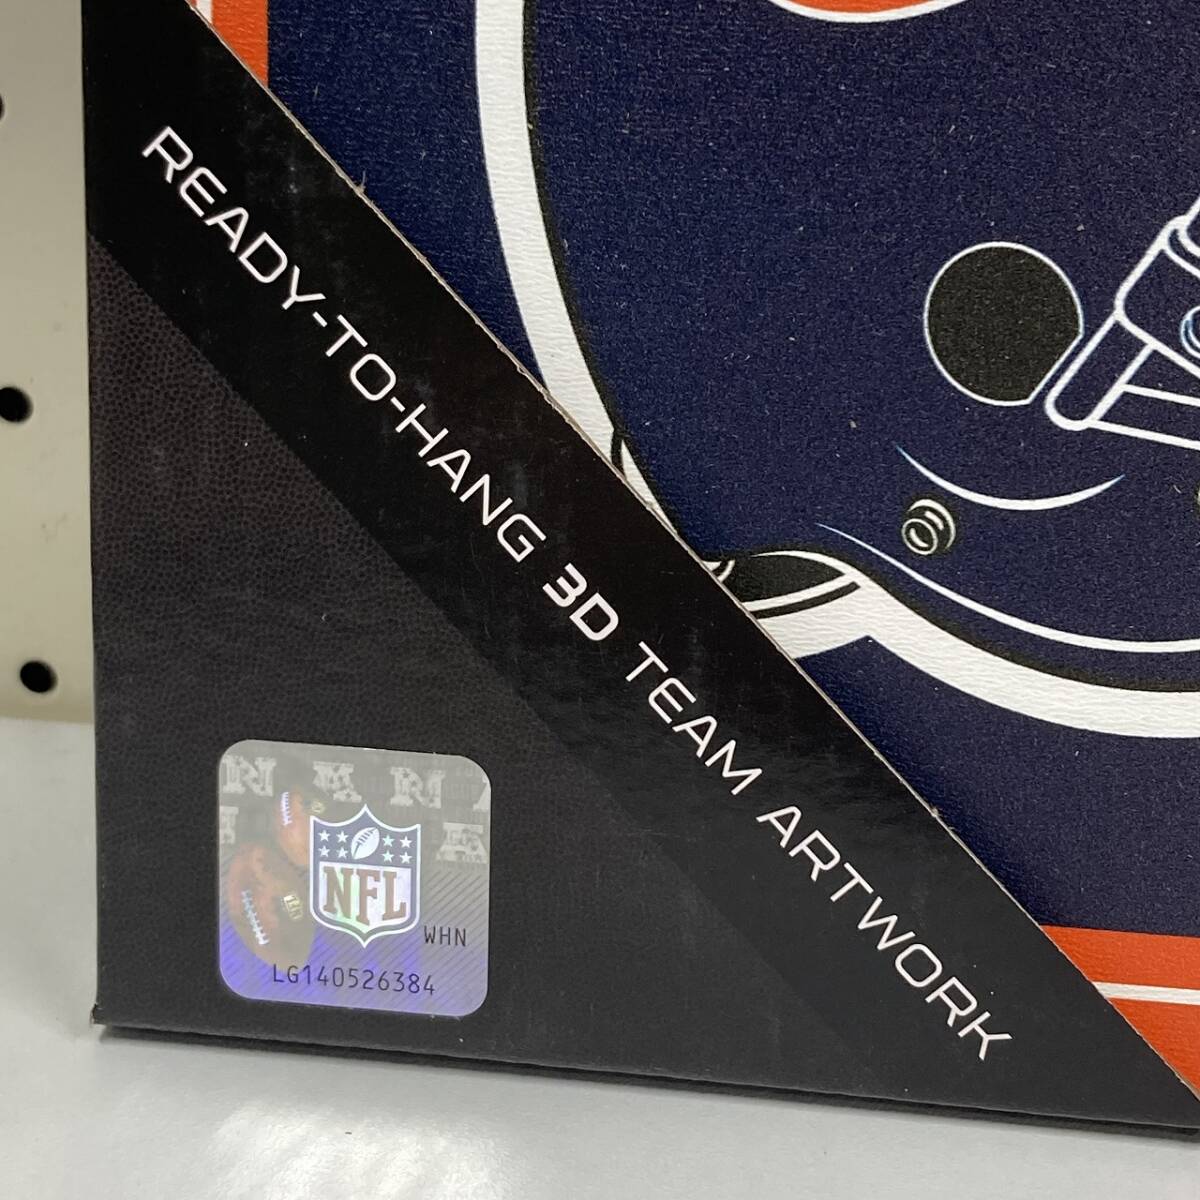 READY-TO-HANG 3D TEAM ARTWORK
NFL
WHN
LG140526384